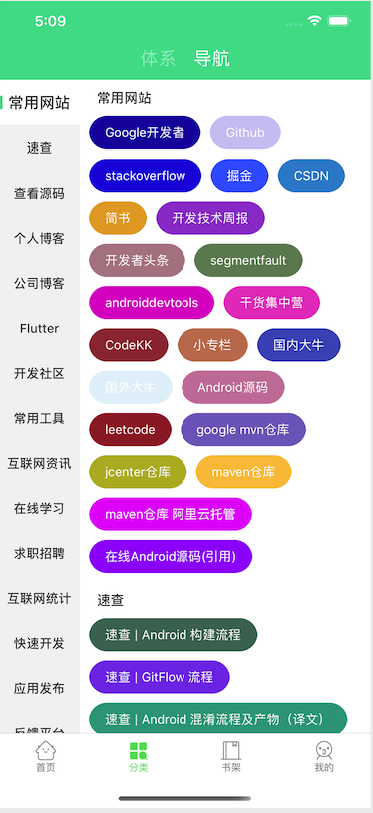 5:09
体系 导航
常用网站
速查
查看源码
个人博客
公司博客
Flutter
开发社区
常用工具
互联网资讯
在线学习
求职招聘
互联网统计
快速开发
应用发布
反馈平台
常用网站
Google开发者 Github
stackoverflow 掘金 CSDN
简书 开发技术周报
开发者头条 segmentfault
androiddevtools 干货集中营
CodeKK 小专栏 国内大牛
国外大牛 Android源码
leetcode google mvn仓库
jcenter仓库 maven仓库
maven仓库 阿里云托管
在线Android源码(引用)
速查
速查 | Android 构建流程
速查 | GitFlow 流程
速查 | Android 混淆流程及产物（译文）
首页 分类 书架 我的